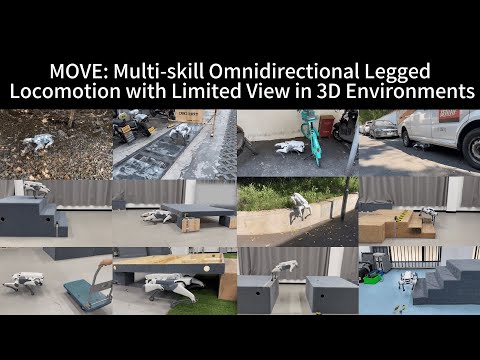 MOVE: Multi-skill Omnidirectional Legged
Locomotion with Limited View in 3D Environments